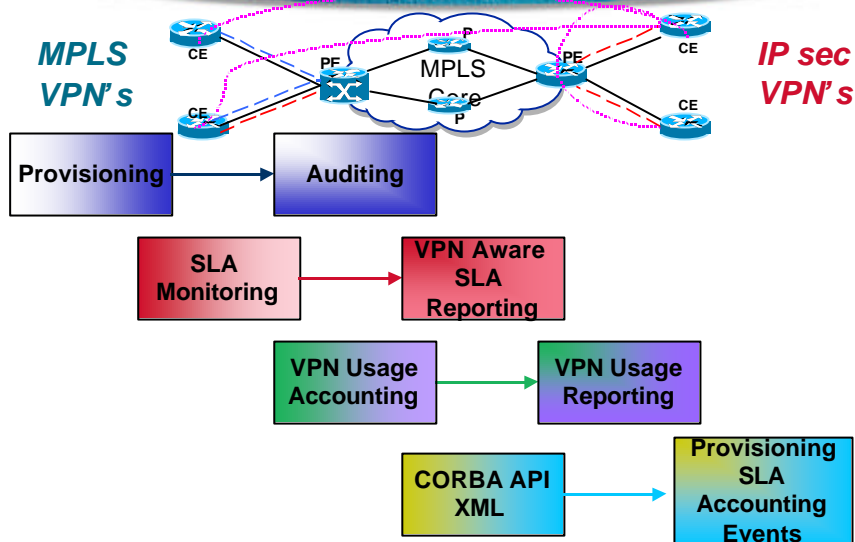 P
CE
CE
MPLS
VPN's
PE
MPLS
Core
PE
IP sec
VPN's
CE
P
CE
Provisioning
Auditing
SLA
Monitoring
VPN Aware
SLA
Reporting
VPN Usage
Accounting
VPN Usage
Reporting
CORBA API
XML
Provisioning
SLA
Accounting
Events